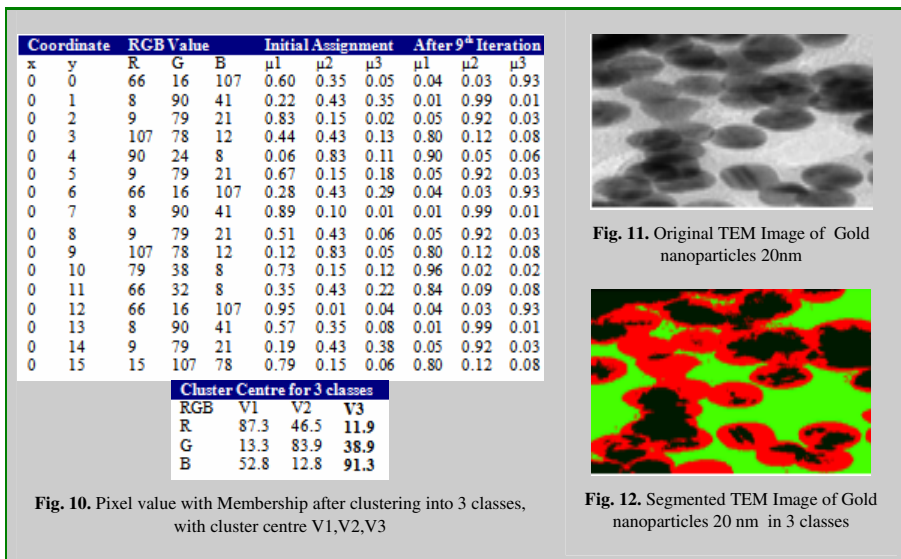 Coordinate RGB Value Initial Assignment After 9th Iteration
x y R G B μ1 μ2 μ3 μ1 μ2 μ3
0 0 66 16 107 0.60 0.35 0.05 0.04 0.03 0.93
0 1 8 90 41 0.22 0.43 0.35 0.01 0.99 0.01
0 2 9 79 21 0.83 0.15 0.02 0.05 0.92 0.03
0 3 107 78 12 0.44 0.43 0.13 0.80 0.12 0.08
0 4 90 24 8 0.06 0.83 0.11 0.90 0.05 0.06
0 5 9 79 21 0.67 0.15 0.18 0.05 0.92 0.03
0 6 66 16 107 0.28 0.43 0.29 0.04 0.03 0.93
0 7 8 90 41 0.89 0.10 0.01 0.01 0.99 0.01
0 8 9 79 21 0.51 0.43 0.06 0.05 0.92 0.03
0 9 107 78 12 0.12 0.83 0.05 0.80 0.12 0.08
0 10 79 38 8 0.73 0.15 0.12 0.96 0.02 0.02
0 11 66 32 8 0.35 0.43 0.22 0.84 0.09 0.08
0 12 66 16 107 0.95 0.01 0.04 0.04 0.03 0.93
0 13 8 90 41 0.57 0.35 0.08 0.01 0.99 0.01
0 14 9 79 21 0.19 0.43 0.38 0.05 0.92 0.03
0 15 15 107 78 0.79 0.15 0.06 0.80 0.12 0.08
Cluster Centre for 3 classes
RGB V1 V2 V3
R 87.3 46.5 11.9
G 13.3 83.9 38.9
B 52.8 12.8 91.3
Fig. 10. Pixel value with Membership after clustering into 3 classes,
with cluster centre V1,V2,V3
Fig. 11. Original TEM Image of Gold
nanoparticles 20nm
Fig. 12. Segmented TEM Image of Gold
nanoparticles 20 nm in 3 classes